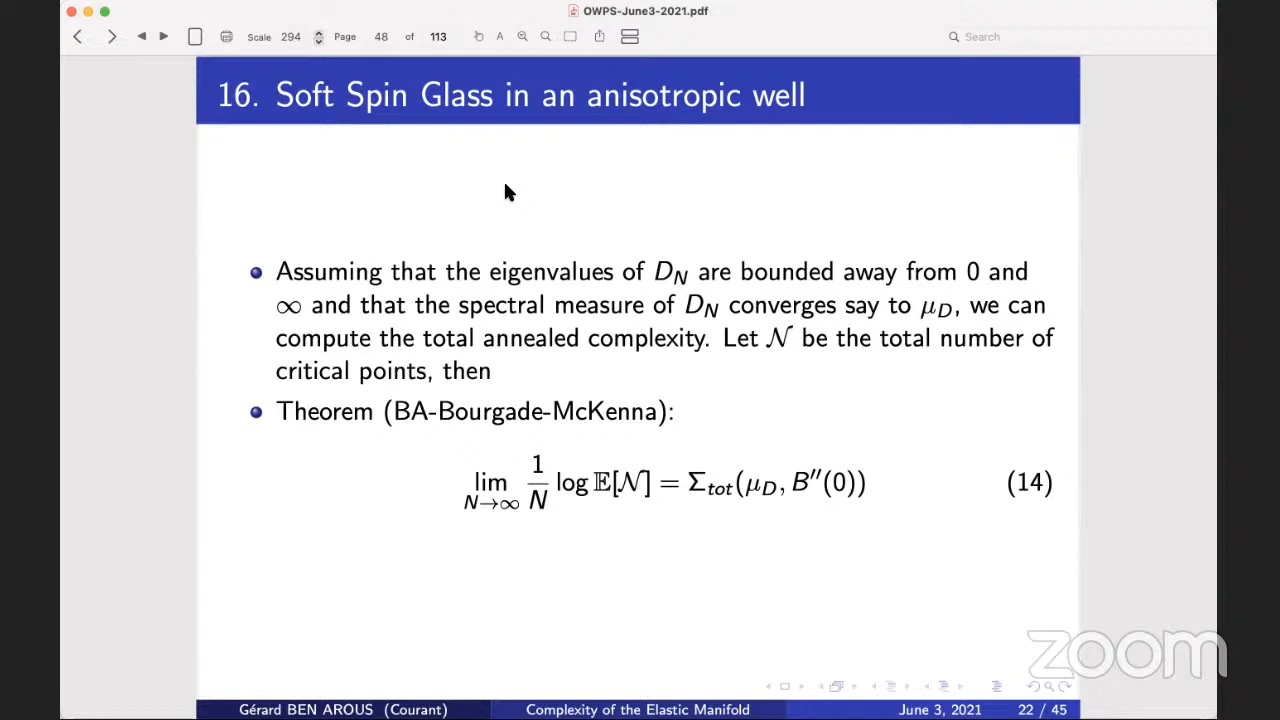 OWPS-June3-2021.pdf
Scale 294 Page 48 of 113 Search
16. Soft Spin Glass in an anisotropic well
Assuming that the eigenvalues of D_N are bounded away from 0 and
∞ and that the spectral measure of D_N converges say to μ_D, we can
compute the total annealed complexity. Let 𝒩 be the total number of
critical points, then
Theorem (BA-Bourgade-McKenna):
lim_{N→∞} 1/N log 𝔼[𝒩] = Σ_{tot}(μ_D, B″(0)) (14)
zoom
Gérard BEN AROUS (Courant) Complexity of the Elastic Manifold June 3, 2021 22 / 45